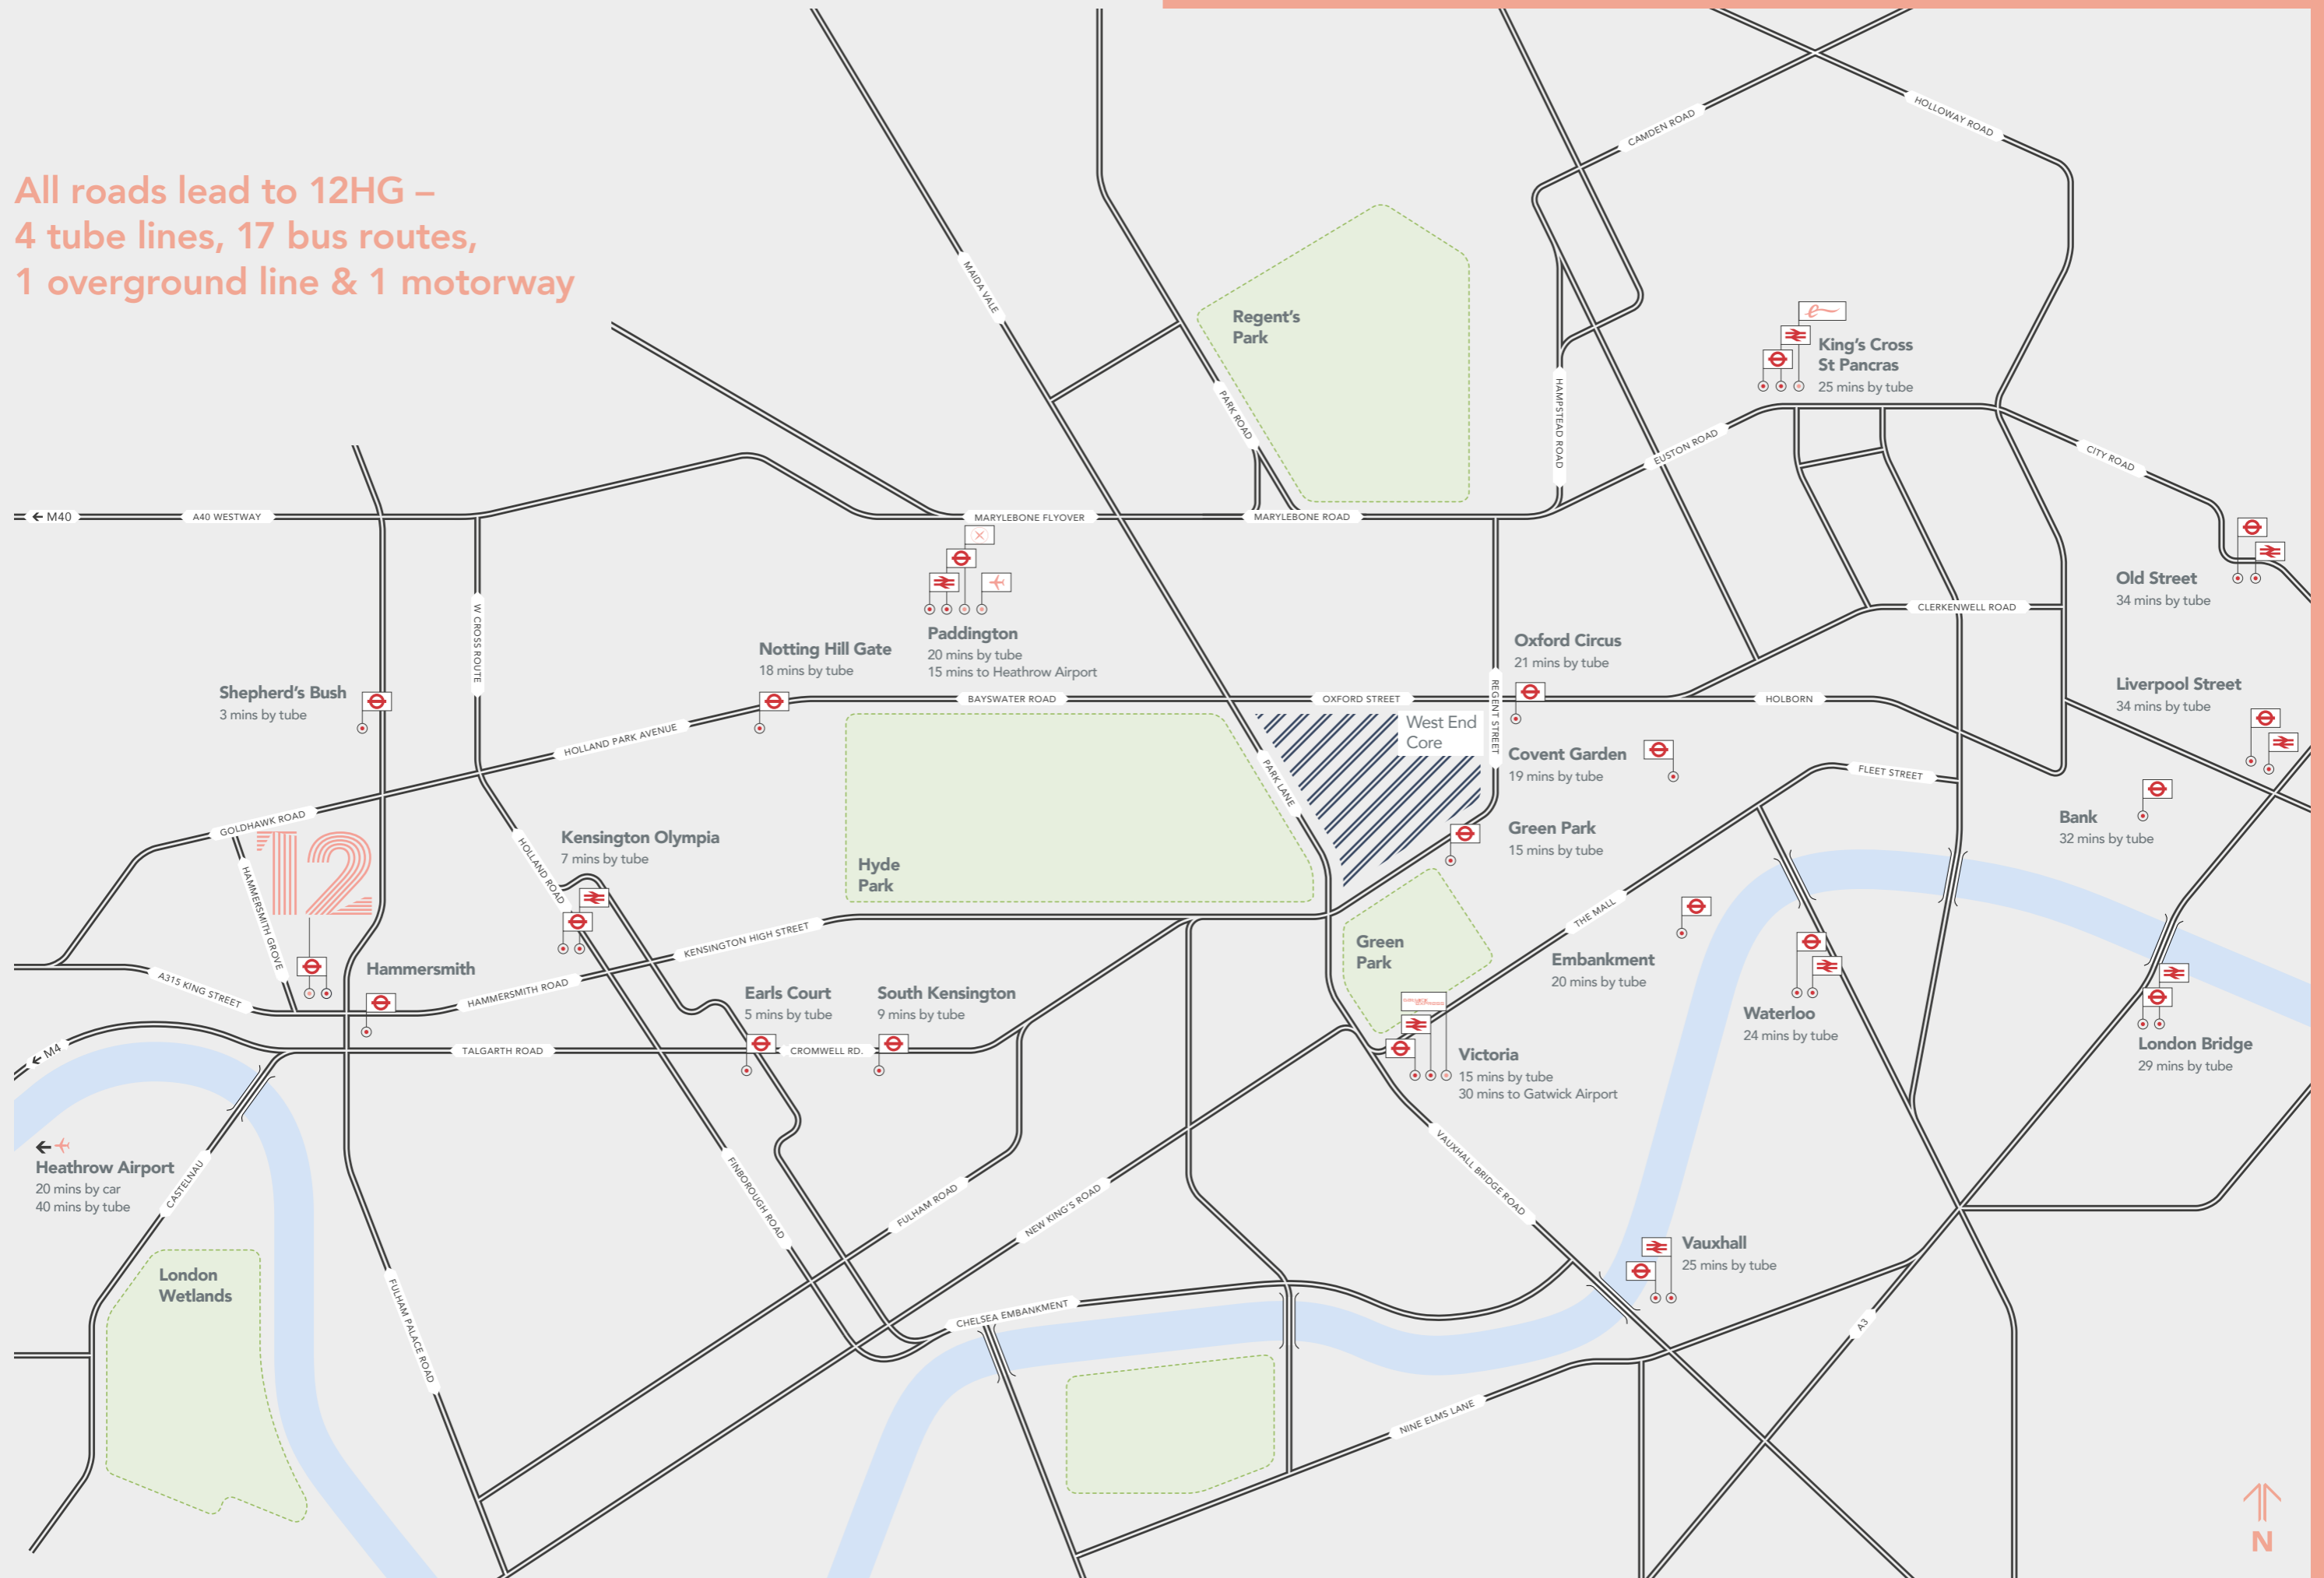 All roads lead to 12HG –
4 tube lines, 17 bus routes,
1 overground line & 1 motorway
CAMDEN ROAD
HOLLOWAY ROAD
MAIDA VALE
Regent's
Park
King's Cross
St Pancras
25 mins by tube
PARK ROAD
HAMPSTEAD ROAD
EUSTON ROAD
CITY ROAD
M40
A40 WESTWAY
MARYLEBONE FLYOVER
MARYLEBONE ROAD
Old Street
34 mins by tube
CLERKENWELL ROAD
W CROSS ROUTE
Notting Hill Gate
18 mins by tube
Paddington
20 mins by tube
15 mins to Heathrow Airport
Oxford Circus
21 mins by tube
Shepherd's Bush
3 mins by tube
BAYSWATER ROAD
OXFORD STREET
REGENT STREET
HOLBORN
Liverpool Street
34 mins by tube
HOLLAND PARK AVENUE
West End
Core
Covent Garden
19 mins by tube
PARK LANE
FLEET STREET
GOLDHAWK ROAD
12
Kensington Olympia
7 mins by tube
Hyde
Park
Green Park
15 mins by tube
Bank
32 mins by tube
HAMMERSMITH GROVE
HOLLAND ROAD
KENSINGTON HIGH STREET
THE MALL
Green
Park
Embankment
20 mins by tube
A315 KING STREET
Hammersmith
HAMMERSMITH ROAD
Earls Court
5 mins by tube
South Kensington
9 mins by tube
Waterloo
24 mins by tube
London Bridge
29 mins by tube
M4
TALGARTH ROAD
CROMWELL RD.
Victoria
15 mins by tube
30 mins to Gatwick Airport
Heathrow Airport
20 mins by car
40 mins by tube
CASTELNAU
FINBOROUGH ROAD
FULHAM ROAD
NEW KING'S ROAD
VAUXHALL BRIDGE ROAD
Vauxhall
25 mins by tube
London
Wetlands
FULHAM PALACE ROAD
CHELSEA EMBANKMENT
A3
NINE ELMS LANE
N